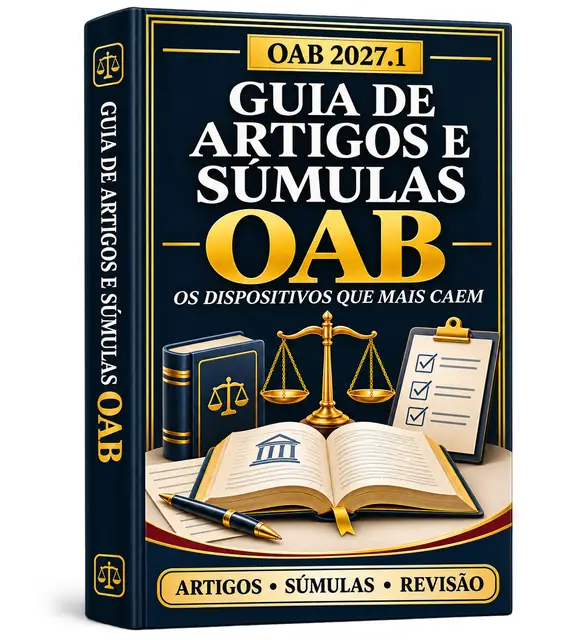 OAB 2027.1
GUIA DE
ARTIGOS E
SÚMULAS
OAB
OS DISPOSITIVOS QUE MAIS CAEM
ARTIGOS • SÚMULAS • REVISÃO
GUIA DE ARTIGOS E SÚMULAS OAB